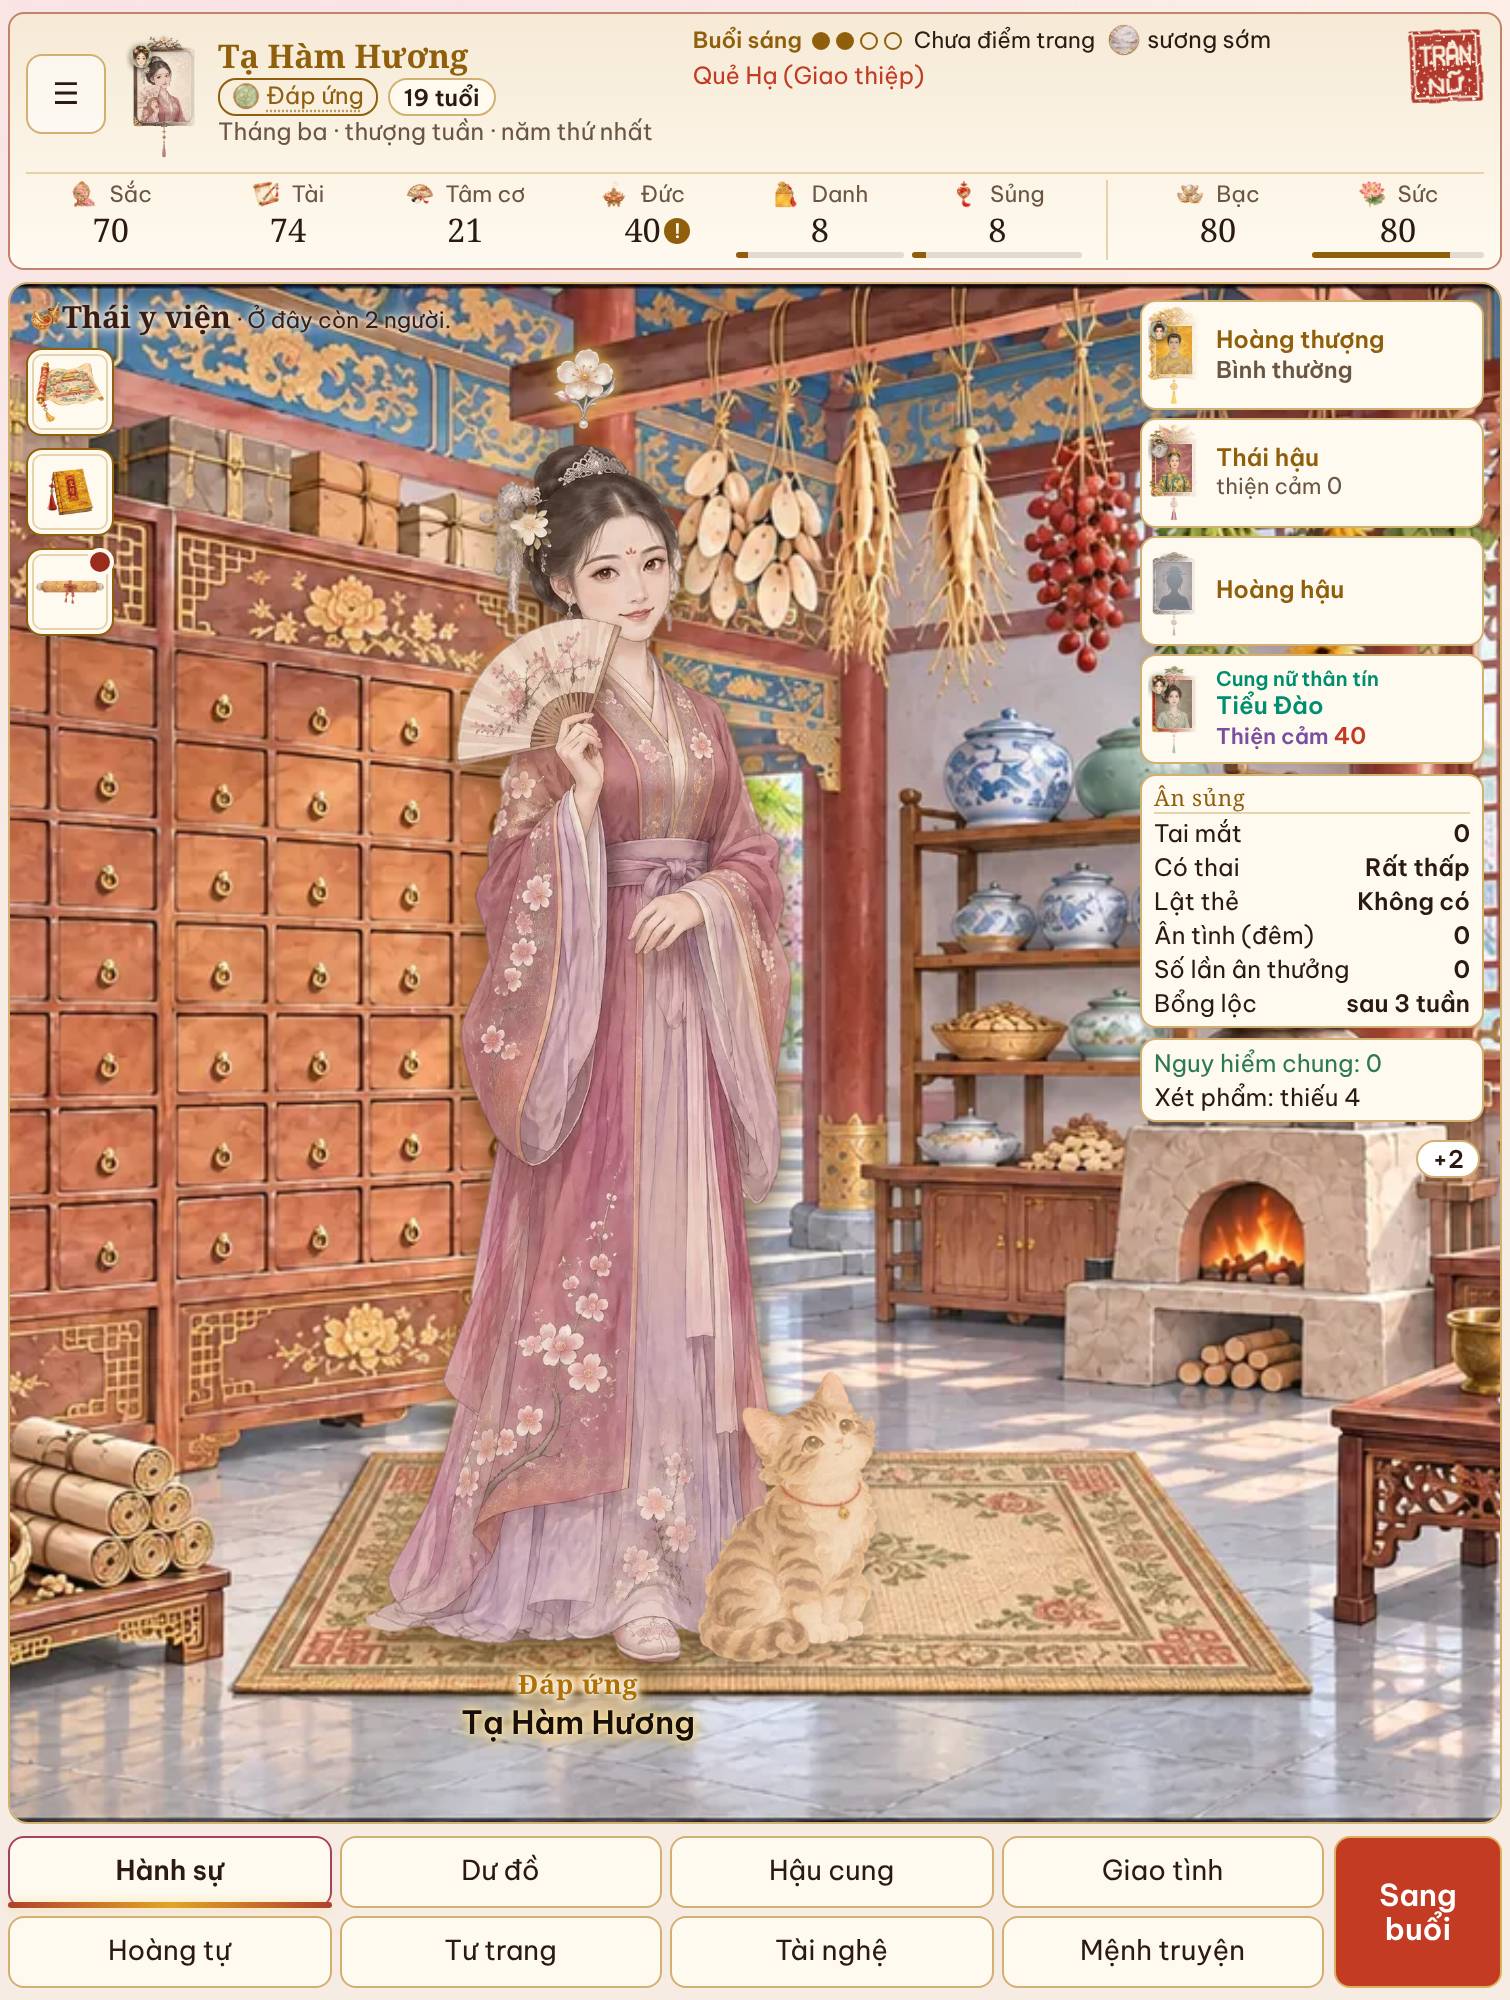 Tạ Hàm Hương
Đáp ứng
19 tuổi
Tháng ba · thượng tuần · năm thứ nhất
Buổi sáng Chưa điểm trang sương sớm
Quẻ Hạ (Giao thiệp)
TRÂN
NỮ
Sắc
70
Tài
74
Tâm cơ
21
Đức
40 !
Danh
8
Sủng
8
Bạc
80
Sức
80
Thái y viện · Ở đây còn 2 người.
Hoàng thượng
Bình thường
Thái hậu
thiện cảm 0
Hoàng hậu
Cung nữ thân tín
Tiểu Đào
Thiện cảm 40
Ân sủng
Tai mắt 0
Có thai Rất thấp
Lật thẻ Không có
Ân tình (đêm) 0
Số lần ân thưởng 0
Bổng lộc sau 3 tuần
Nguy hiểm chung: 0
Xét phẩm: thiếu 4
+2
Đáp ứng
Tạ Hàm Hương
Hành sự
Dư đồ
Hậu cung
Giao tình
Hoàng tự
Tư trang
Tài nghệ
Mệnh truyện
Sang
buổi